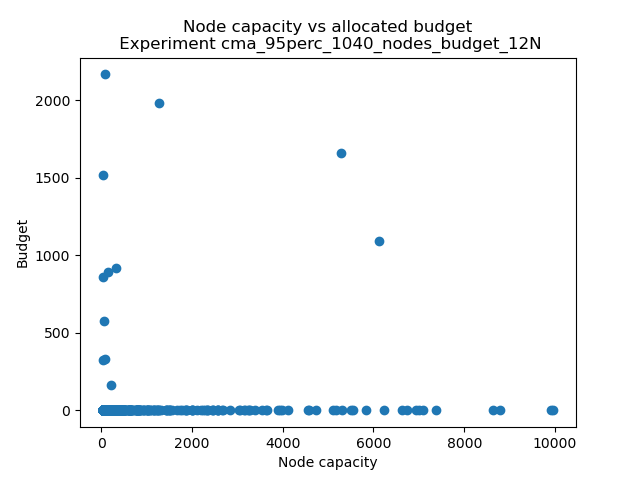 Node capacity vs allocated budget
Experiment cma_95perc_1040_nodes_budget_12N
2000
1500
1000
500
0
Budget
0 2000 4000 6000 8000 10000
Node capacity